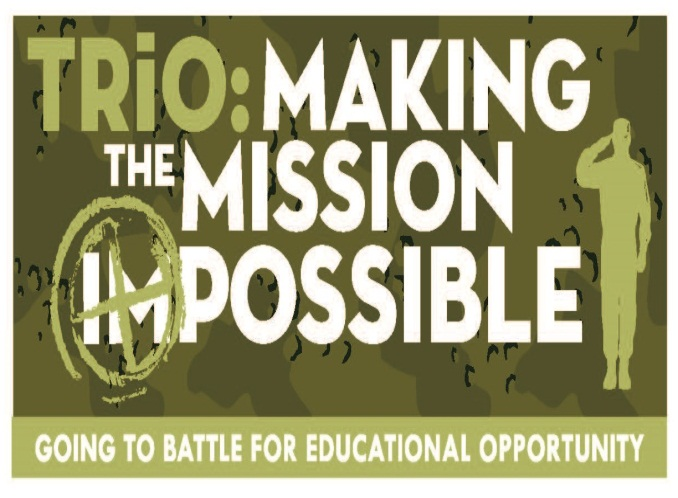 TRiO: MAKING
THE MISSION
IMPOSSIBLE
GOING TO BATTLE FOR EDUCATIONAL OPPORTUNITY